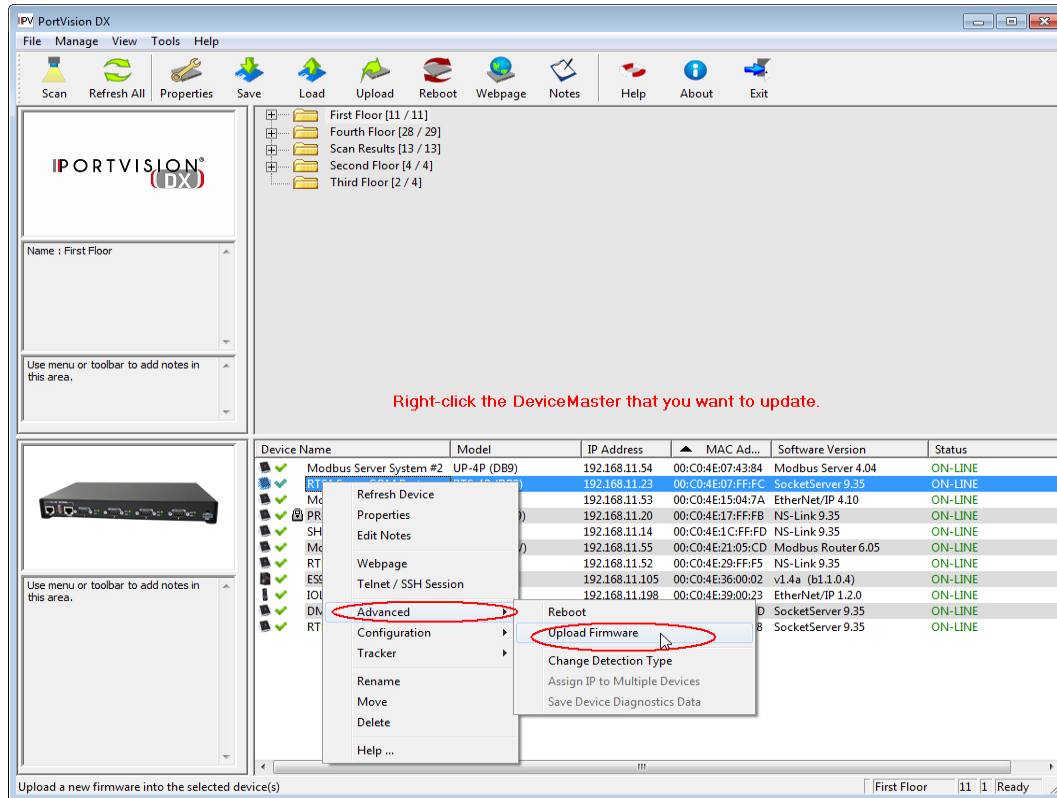 IPV PortVision DX
File Manage View Tools Help
Scan Refresh All Properties Save Load Upload Reboot Webpage Notes Help About Exit
PORTVISION® DX
Name : First Floor
Use menu or toolbar to add notes in
this area.
First Floor [11 / 11]
Fourth Floor [28 / 29]
Scan Results [13 / 13]
Second Floor [4 / 4]
Third Floor [2 / 4]
Right-click the DeviceMaster that you want to update.
Use menu or toolbar to add notes in
this area.
Device Name Model IP Address MAC Ad... Software Version Status
Modbus Server System #2 UP-4P (DB9) 192.168.11.54 00:C0:4E:07:43:84 Modbus Server 4.04 ON-LINE
192.168.11.23 00:C0:4E:07:FF:FC SocketServer 9.35 ON-LINE
192.168.11.53 00:C0:4E:15:04:7A EtherNet/IP 4.10 ON-LINE
PR 192.168.11.20 00:C0:4E:17:FF:FB NS-Link 9.35 ON-LINE
SH 192.168.11.14 00:C0:4E:1C:FF:FD NS-Link 9.35 ON-LINE
192.168.11.55 00:C0:4E:21:05:CD Modbus Router 6.05 ON-LINE
RT 192.168.11.52 00:C0:4E:29:FF:F5 NS-Link 9.35 ON-LINE
ES9 192.168.11.105 00:C0:4E:36:00:02 v1.4a (b1.1.0.4) ON-LINE
IOL 192.168.11.198 00:C0:4E:39:00:23 EtherNet/IP 1.2.0 ON-LINE
DM D SocketServer 9.35 ON-LINE
RT 8 SocketServer 9.35 ON-LINE
Refresh Device
Properties
Edit Notes
Webpage
Telnet / SSH Session
Advanced
Configuration
Tracker
Rename
Move
Delete
Help ...
Reboot
Upload Firmware
Change Detection Type
Assign IP to Multiple Devices
Save Device Diagnostics Data
Upload a new firmware into the selected device(s) First Floor 11 1 Ready